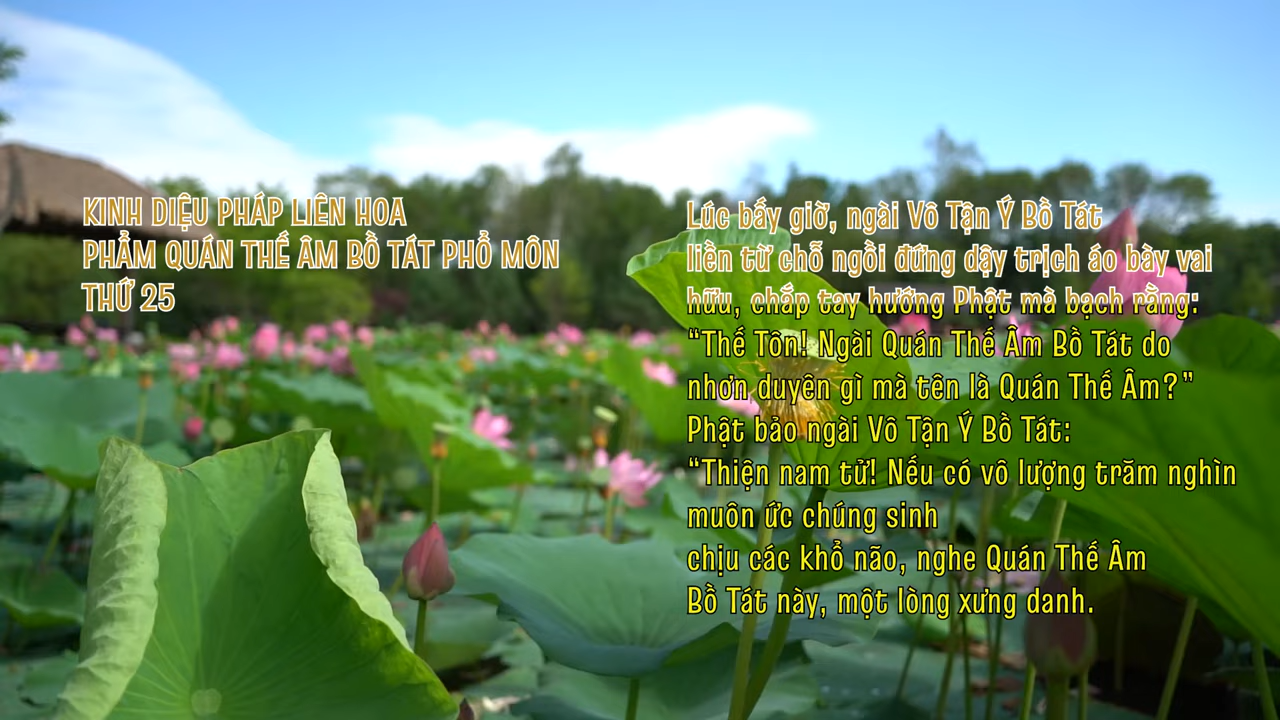 KINH DIỆU PHÁP LIÊN HOA
PHẨM QUÁN THẾ ÂM BỒ TÁT PHỔ MÔN
THỨ 25
Lúc bấy giờ, ngài Vô Tận Ý Bồ Tát
liền từ chỗ ngồi đứng dậy trịch áo bày vai
hữu, chắp tay hướng Phật mà bạch rằng:
“Thế Tôn! Ngài Quán Thế Âm Bồ Tát do
nhơn duyên gì mà tên là Quán Thế Âm?”
Phật bảo ngài Vô Tận Ý Bồ Tát:
“Thiện nam tử! Nếu có vô lượng trăm nghìn
muôn ức chúng sinh
chịu các khổ não, nghe Quán Thế Âm
Bồ Tát này, một lòng xưng danh.